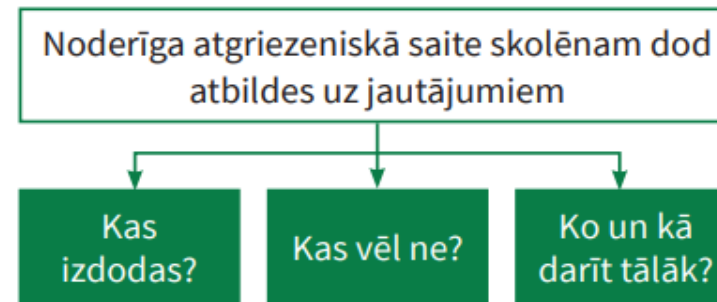 Noderīga atgriezeniskā saite skolēnam dod
atbildes uz jautājumiem
Kas
izdodas?
Kas vēl ne?
Ko un kā
darīt tālāk?